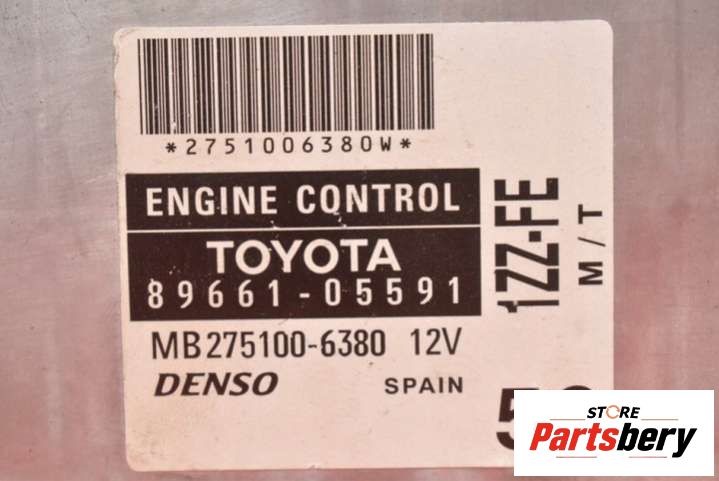 *2751006380W*
ENGINE CONTROL
TOYOTA
89661-05591
MB275100-6380 12V
DENSO SPAIN
1ZZ-FE
M/T
STORE
Partsbery